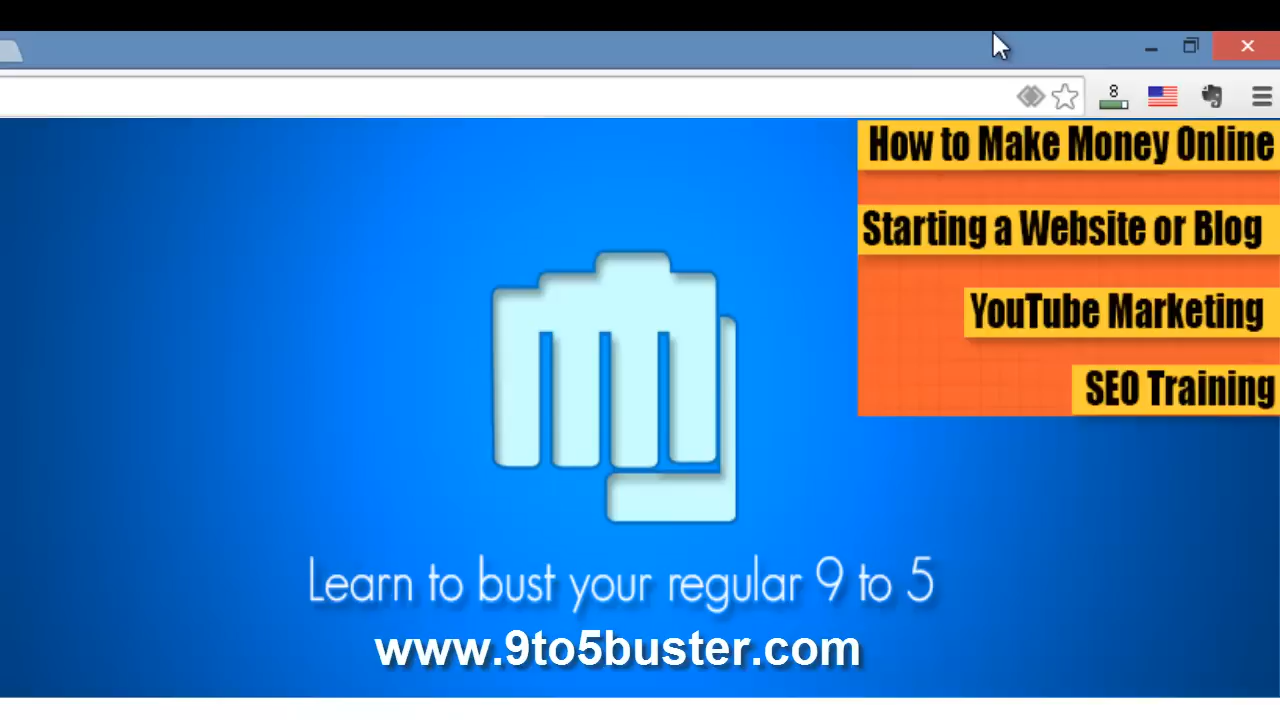 8
How to Make Money Online
Starting a Website or Blog
YouTube Marketing
SEO Training
Learn to bust your regular 9 to 5
www.9to5buster.com